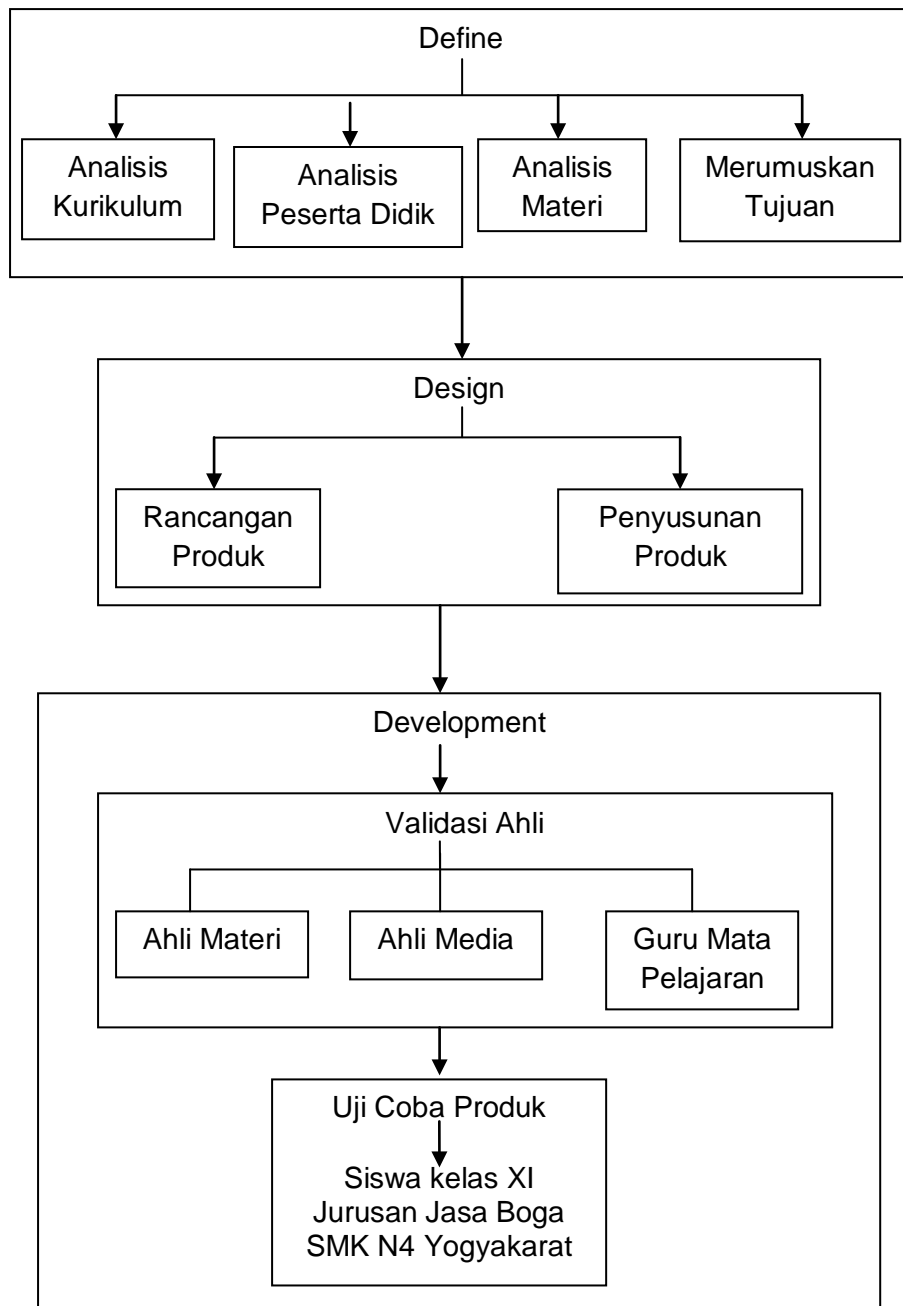 Define
Analisis
Kurikulum
Analisis
Peserta Didik
Analisis
Materi
Merumuskan
Tujuan
Design
Rancangan
Produk
Penyusunan
Produk
Development
Validasi Ahli
Ahli Materi
Ahli Media
Guru Mata
Pelajaran
Uji Coba Produk
Siswa kelas XI
Jurusan Jasa Boga
SMK N4 Yogyakarat